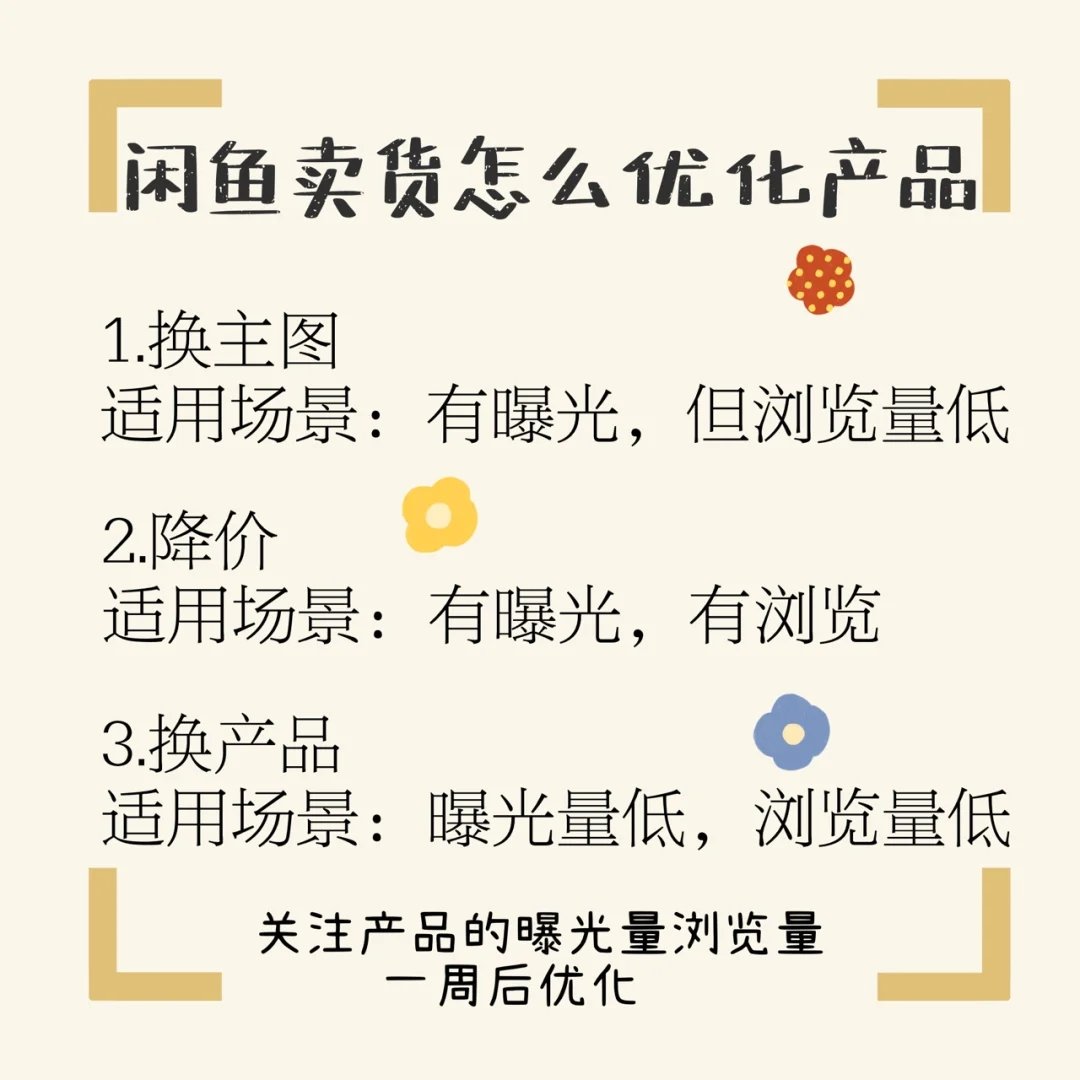 闲鱼卖货怎么优化产品
1.换主图
适用场景：有曝光，但浏览量低
2.降价
适用场景：有曝光，有浏览
3.换产品
适用场景：曝光量低，浏览量低
关注产品的曝光量浏览量
一周后优化